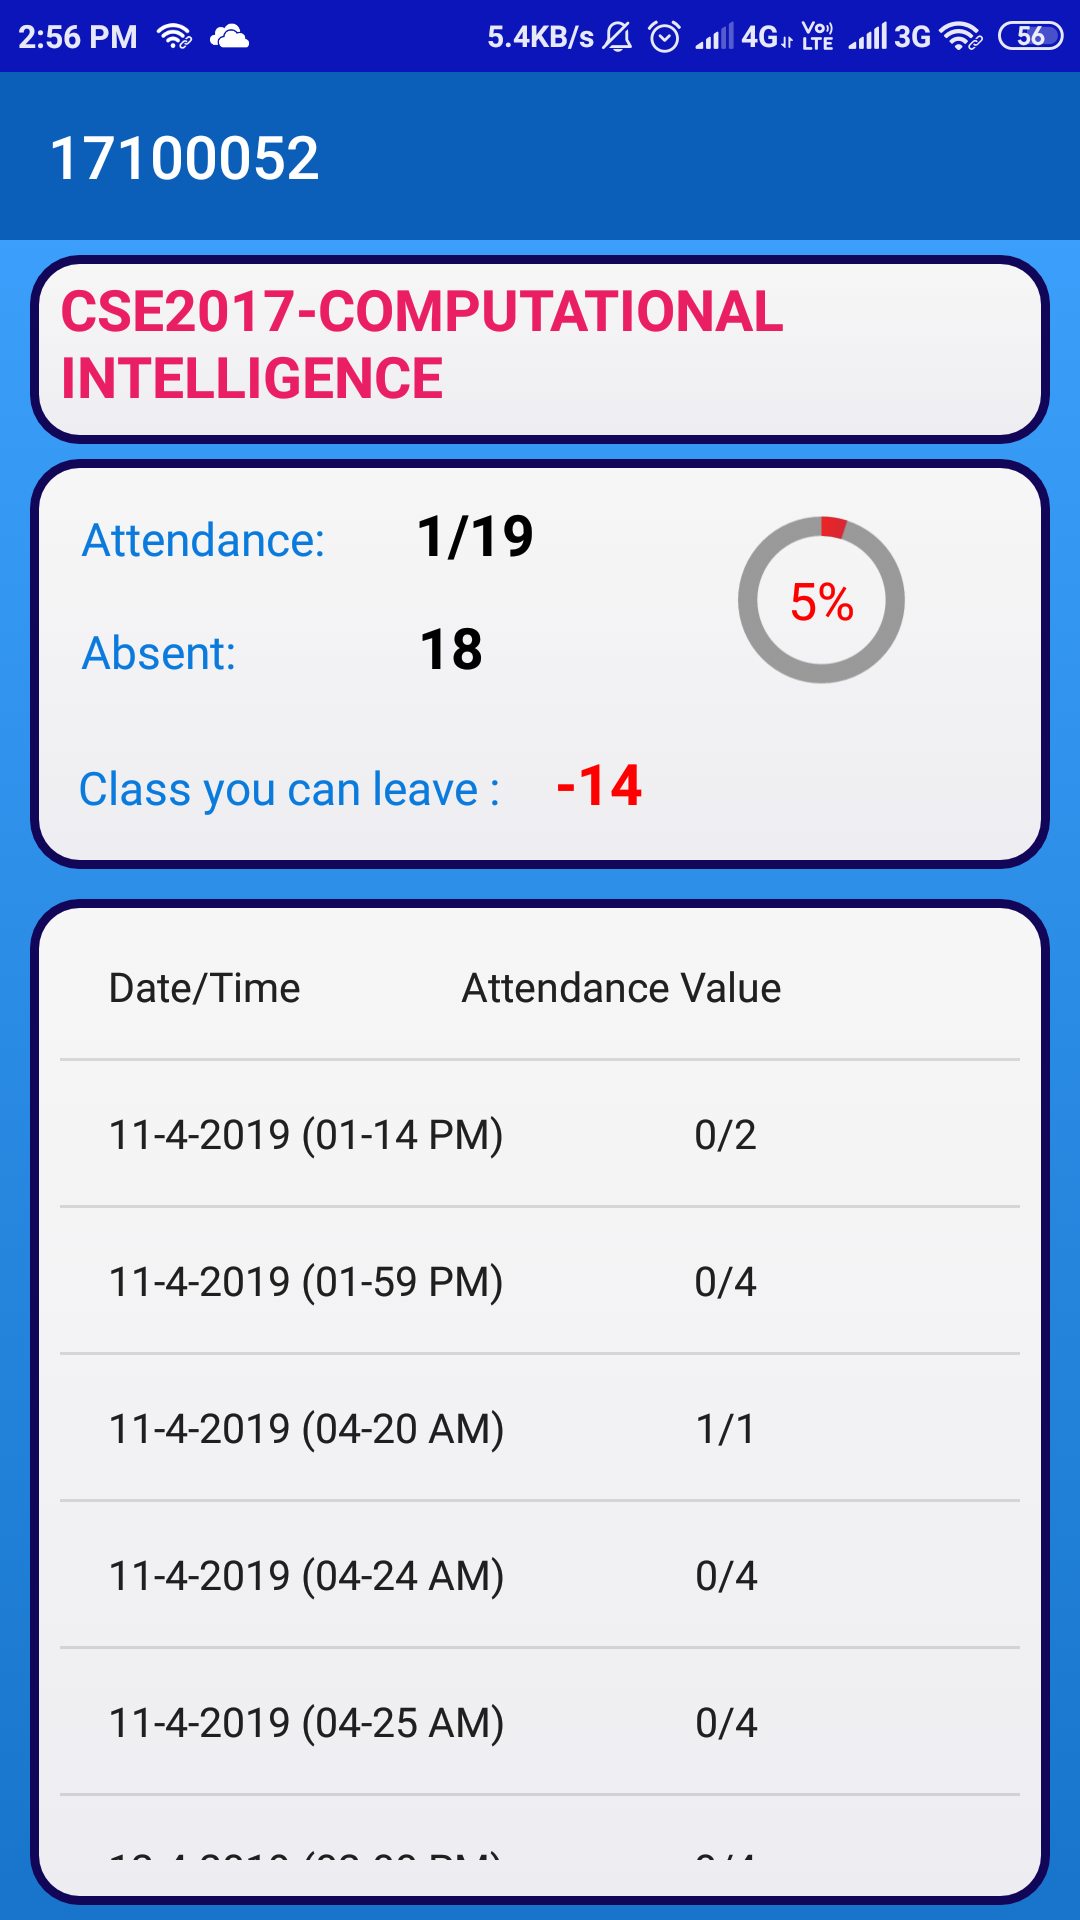 2:56 PM 5.4KB/s 4G VoLTE 3G 56
17100052
CSE2017-COMPUTATIONAL
INTELLIGENCE
Attendance: 1/19
5%
Absent: 18
Class you can leave : -14
Date/Time Attendance Value
11-4-2019 (01-14 PM) 0/2
11-4-2019 (01-59 PM) 0/4
11-4-2019 (04-20 AM) 1/1
11-4-2019 (04-24 AM) 0/4
11-4-2019 (04-25 AM) 0/4